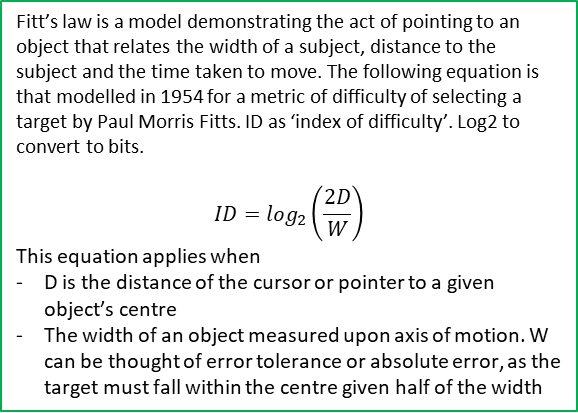 Fitt’s law is a model demonstrating the act of pointing to an
object that relates the width of a subject, distance to the
subject and the time taken to move. The following equation is
that modelled in 1954 for a metric of difficulty of selecting a
target by Paul Morris Fitts. ID as ‘index of difficulty’. Log2 to
convert to bits.
ID = log₂(2D/W)
This equation applies when
- D is the distance of the cursor or pointer to a given
object’s centre
- The width of an object measured upon axis of motion. W
can be thought of error tolerance or absolute error, as the
target must fall within the centre given half of the width